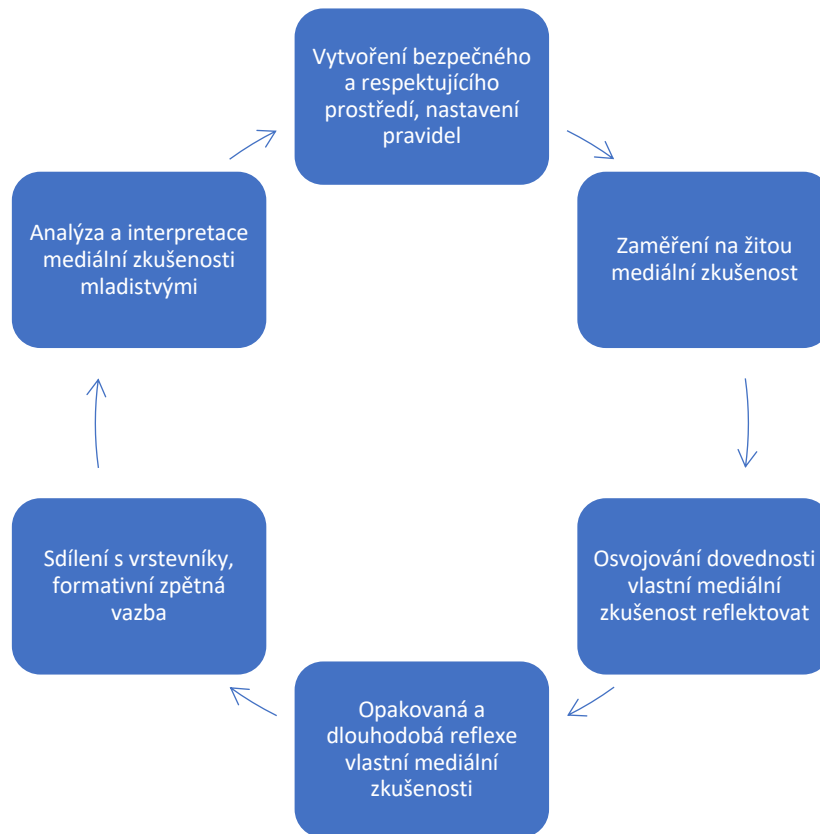 Vytvoření bezpečného
a respektujícího
prostředí, nastavení
pravidel
Zaměření na žitou
mediální zkušenost
Osvojování dovednosti
vlastní mediální
zkušenost reflektovat
Opakovaná a
dlouhodobá reflexe
vlastní mediální
zkušenosti
Sdílení s vrstevníky,
formativní zpětná
vazba
Analýza a interpretace
mediální zkušenosti
mladistvými